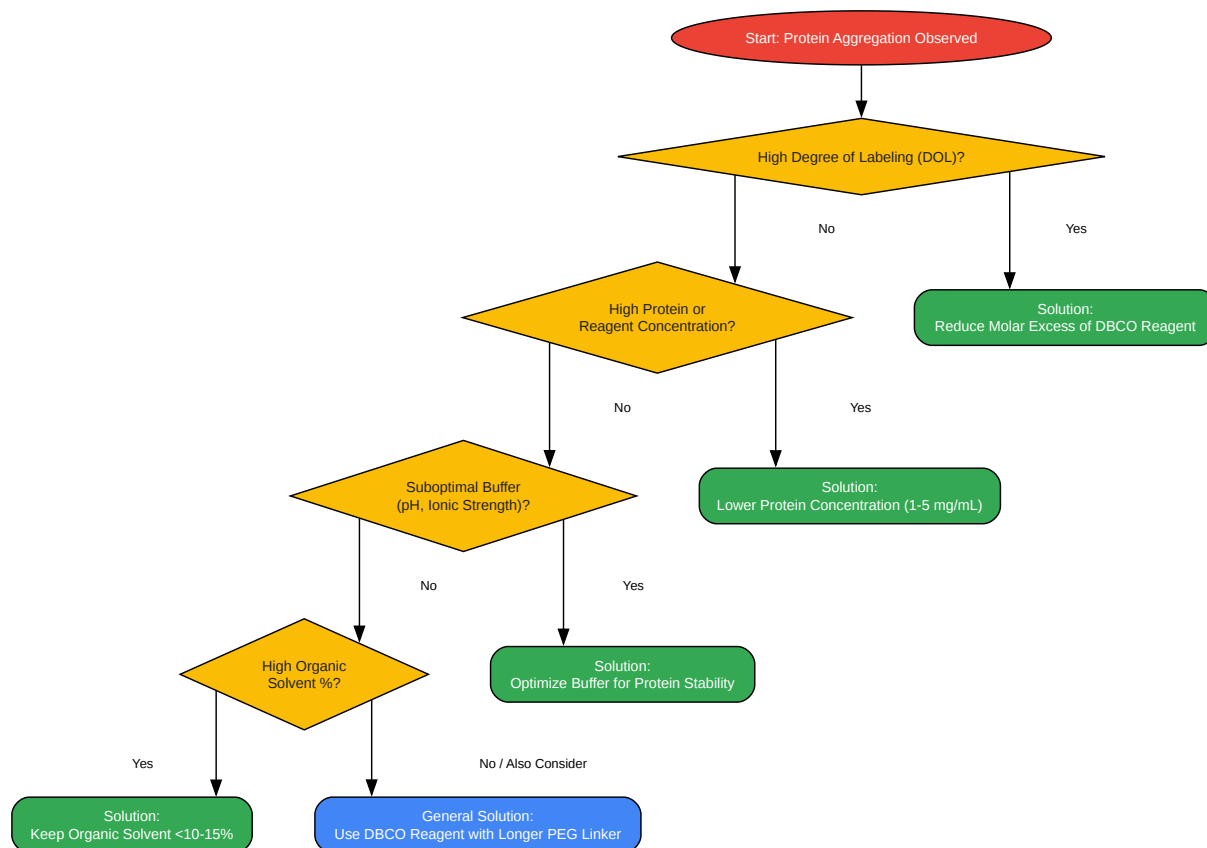 Start: Protein Aggregation Observed
High Degree of Labeling (DOL)?
No
Yes
High Protein or
Reagent Concentration?
Solution:
Reduce Molar Excess of DBCO Reagent
No
Yes
Suboptimal Buffer
(pH, Ionic Strength)?
Solution:
Lower Protein Concentration (1-5 mg/mL)
No
Yes
High Organic
Solvent %?
Solution:
Optimize Buffer for Protein Stability
Yes
No / Also Consider
Solution:
Keep Organic Solvent <10-15%
General Solution:
Use DBCO Reagent with Longer PEG Linker